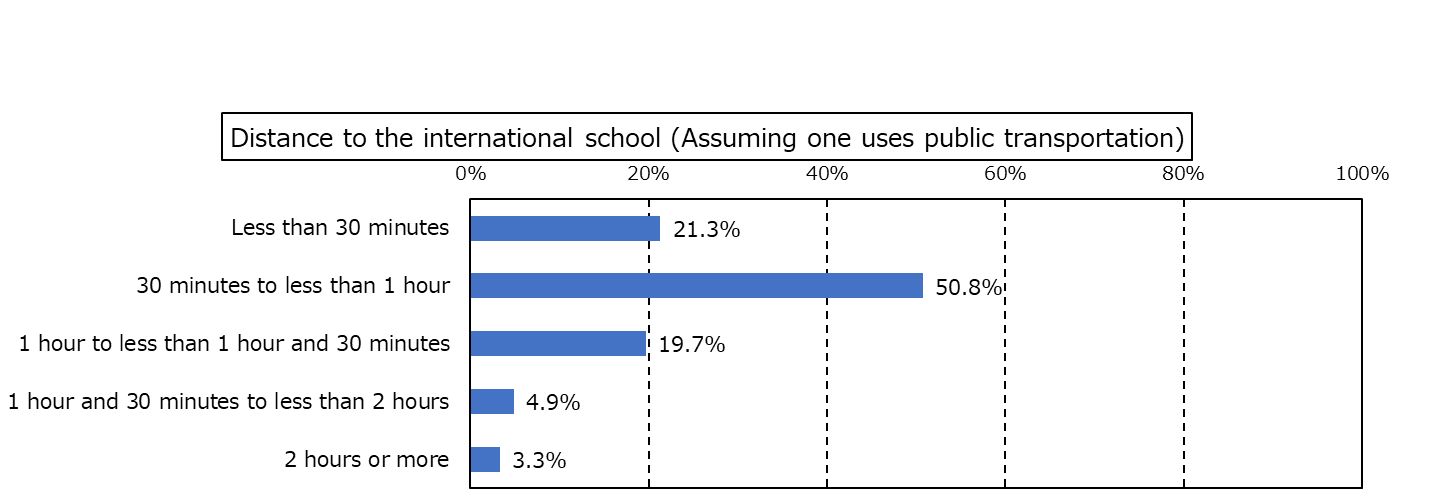 Distance to the international school (Assuming one uses public transportation)
0% 20% 40% 60% 80% 100%
Less than 30 minutes 21.3%
30 minutes to less than 1 hour 50.8%
1 hour to less than 1 hour and 30 minutes 19.7%
1 hour and 30 minutes to less than 2 hours 4.9%
2 hours or more 3.3%